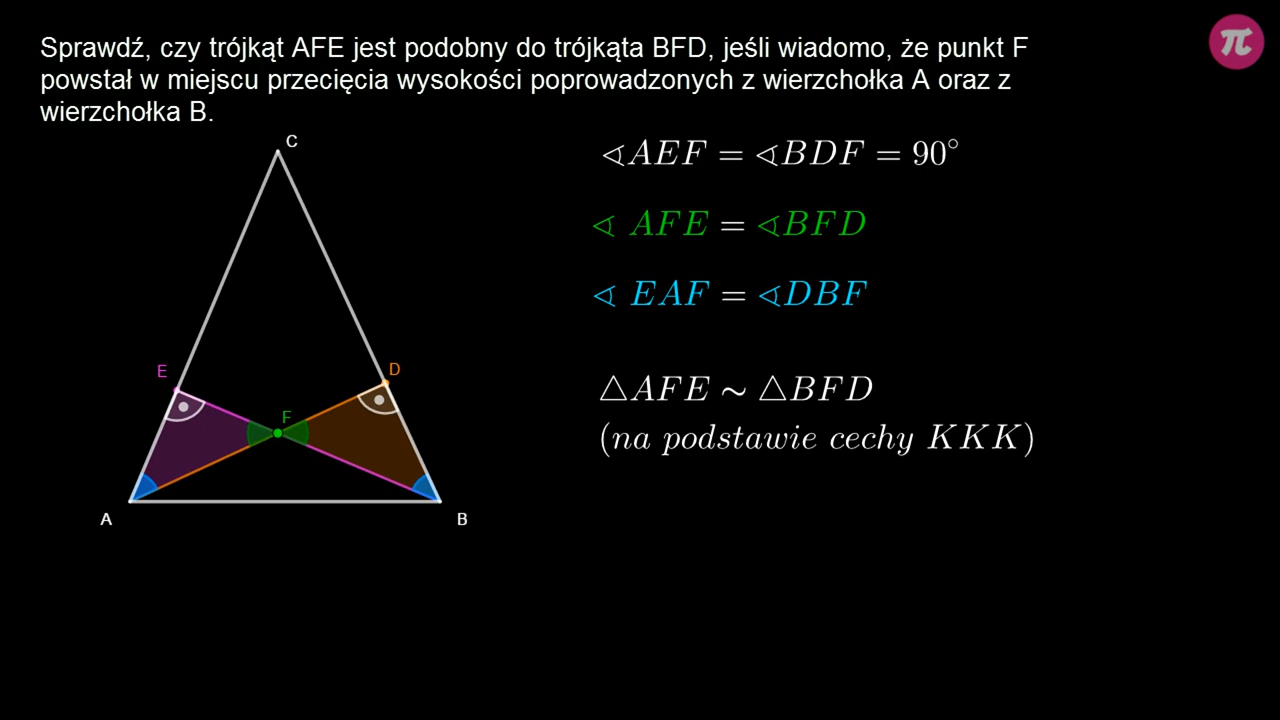 Sprawdź, czy trójkąt AFE jest podobny do trójkąta BFD, jeśli wiadomo, że punkt F
powstał w miejscu przecięcia wysokości poprowadzonych z wierzchołka A oraz z
wierzchołka B.
π
C
∢AEF = ∢BDF = 90°
∢ AFE = ∢BFD
∢ EAF = ∢DBF
E
D
F
△AFE ∼ △BFD
(na podstawie cechy KKK)
A
B